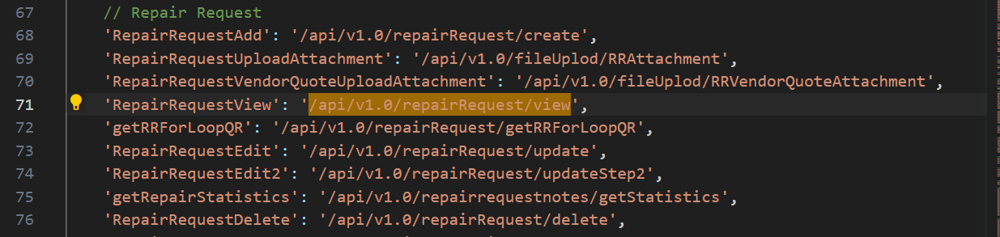 67 // Repair Request
68 'RepairRequestAdd': '/api/v1.0/repairRequest/create',
69 'RepairRequestUploadAttachment': '/api/v1.0/fileUplod/RRAttachment',
70 'RepairRequestVendorQuoteUploadAttachment': '/api/v1.0/fileUplod/RRVendorQuoteAttachment',
71 'RepairRequestView': '/api/v1.0/repairRequest/view',
72 'getRRForLoopQR': '/api/v1.0/repairRequest/getRRForLoopQR',
73 'RepairRequestEdit': '/api/v1.0/repairRequest/update',
74 'RepairRequestEdit2': '/api/v1.0/repairRequest/updateStep2',
75 'getRepairStatistics': '/api/v1.0/repairrequestnotes/getStatistics',
76 'RepairRequestDelete': '/api/v1.0/repairRequest/delete',